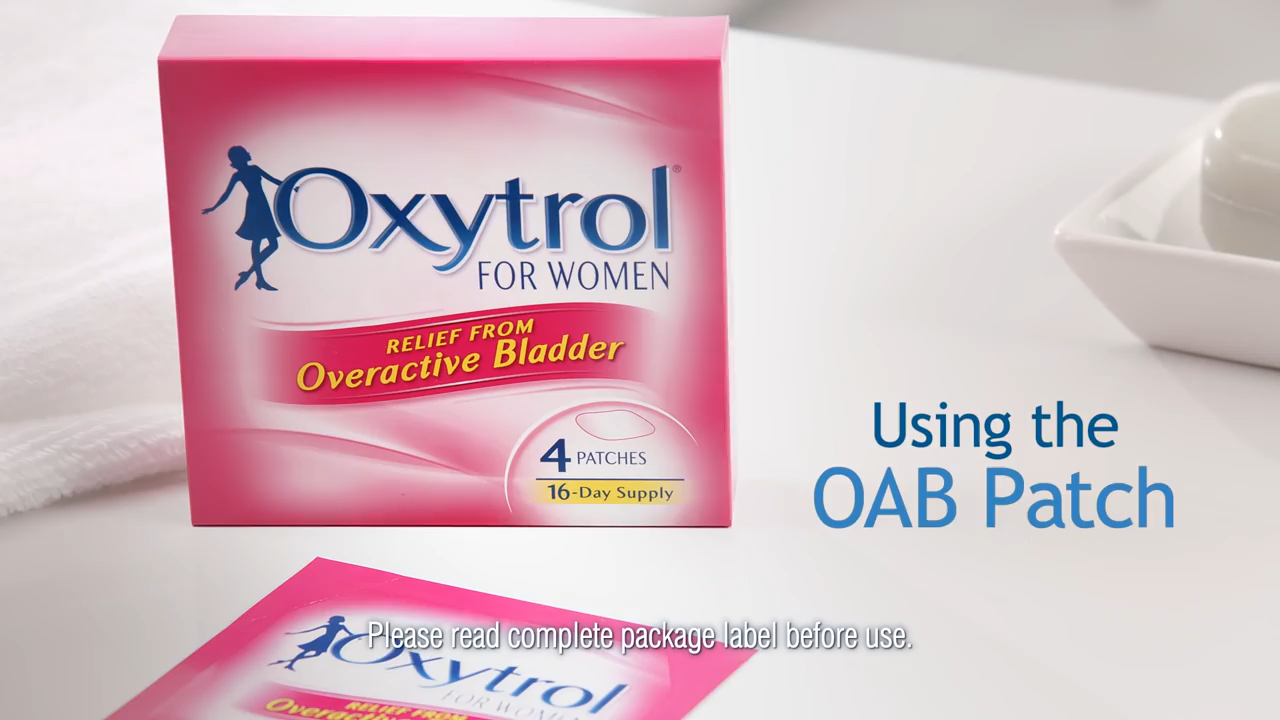 Oxytrol®
FOR WOMEN
RELIEF FROM
Overactive Bladder
4 PATCHES
16-Day Supply
Using the
OAB Patch
Please read complete package label before use.
Oxytrol
FOR WOMEN
RELIEF FROM